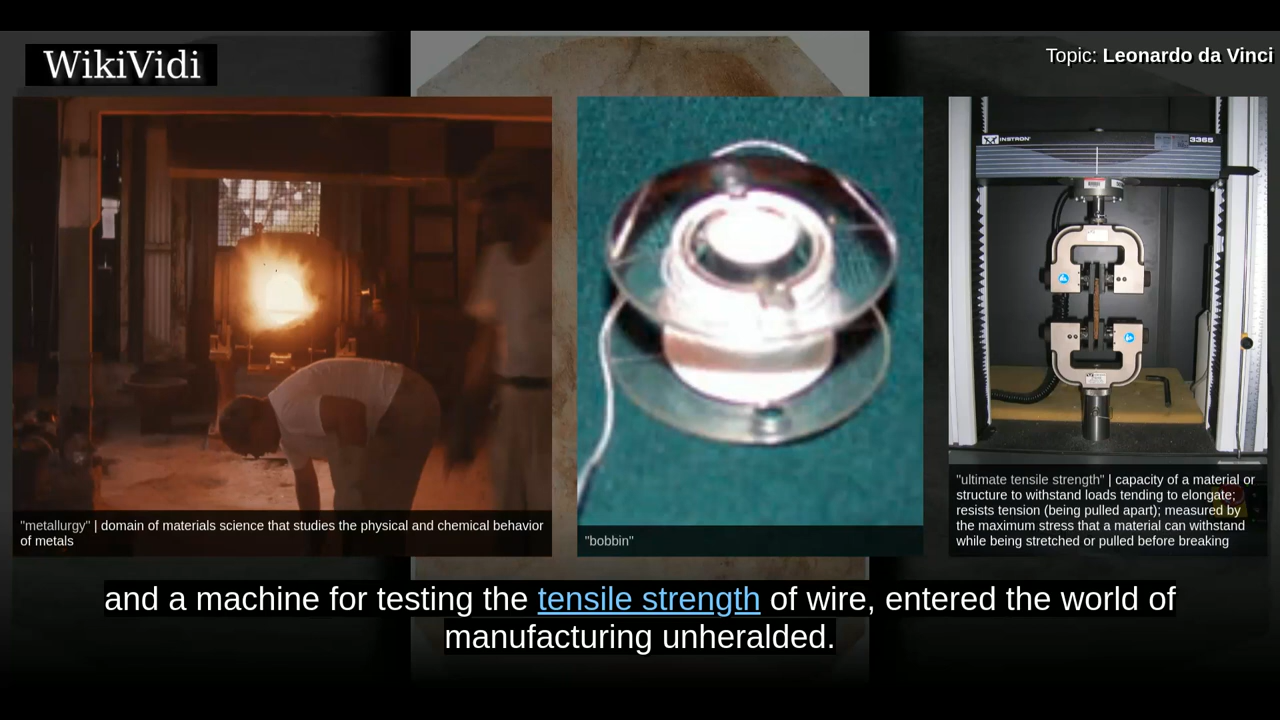 WikiVidi
Topic: Leonardo da Vinci
INSTRON
3365
"metallurgy" | domain of materials science that studies the physical and chemical behavior
of metals
"bobbin"
"ultimate tensile strength" | capacity of a material or
structure to withstand loads tending to elongate;
resists tension (being pulled apart); measured by
the maximum stress that a material can withstand
while being stretched or pulled before breaking
and a machine for testing the tensile strength of wire, entered the world of
manufacturing unheralded.